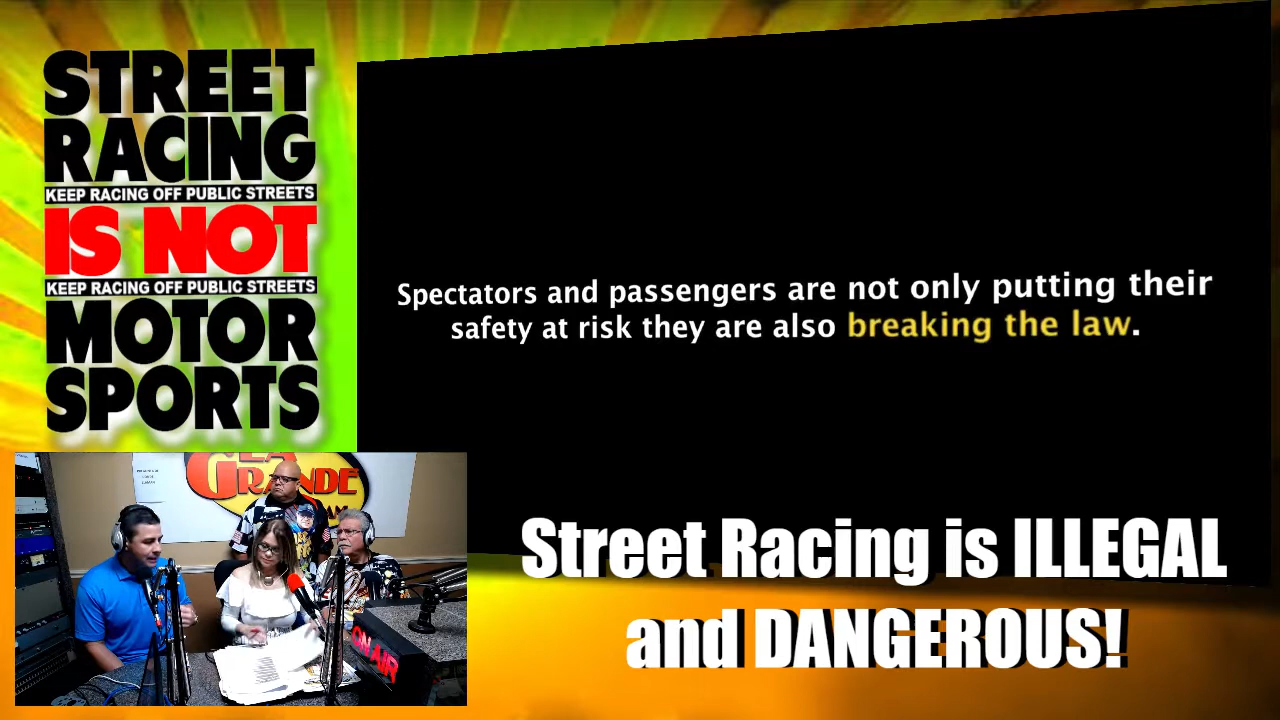 STREET
RACING
KEEP RACING OFF PUBLIC STREETS
IS NOT
KEEP RACING OFF PUBLIC STREETS
MOTOR
SPORTS
Spectators and passengers are not only putting their
safety at risk they are also breaking the law.
LA
GRANDE
AM
ON AIR
Street Racing is ILLEGAL
and DANGEROUS!